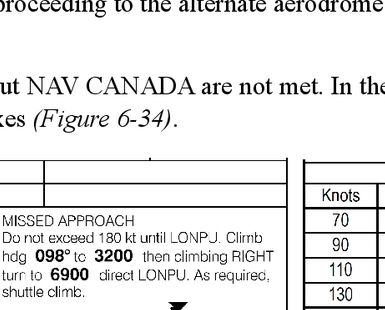 proceeding to the alternate aerodrome
ut NAV CANADA are not met. In the
kes (Figure 6-34).
MISSED APPROACH
Do not exceed 180 kt until LONPU. Climb
hdg 098° to 3200 then climbing RIGHT
turn to 6900 direct LONPU. As required,
shuttle climb.
Knots
70
90
110
130